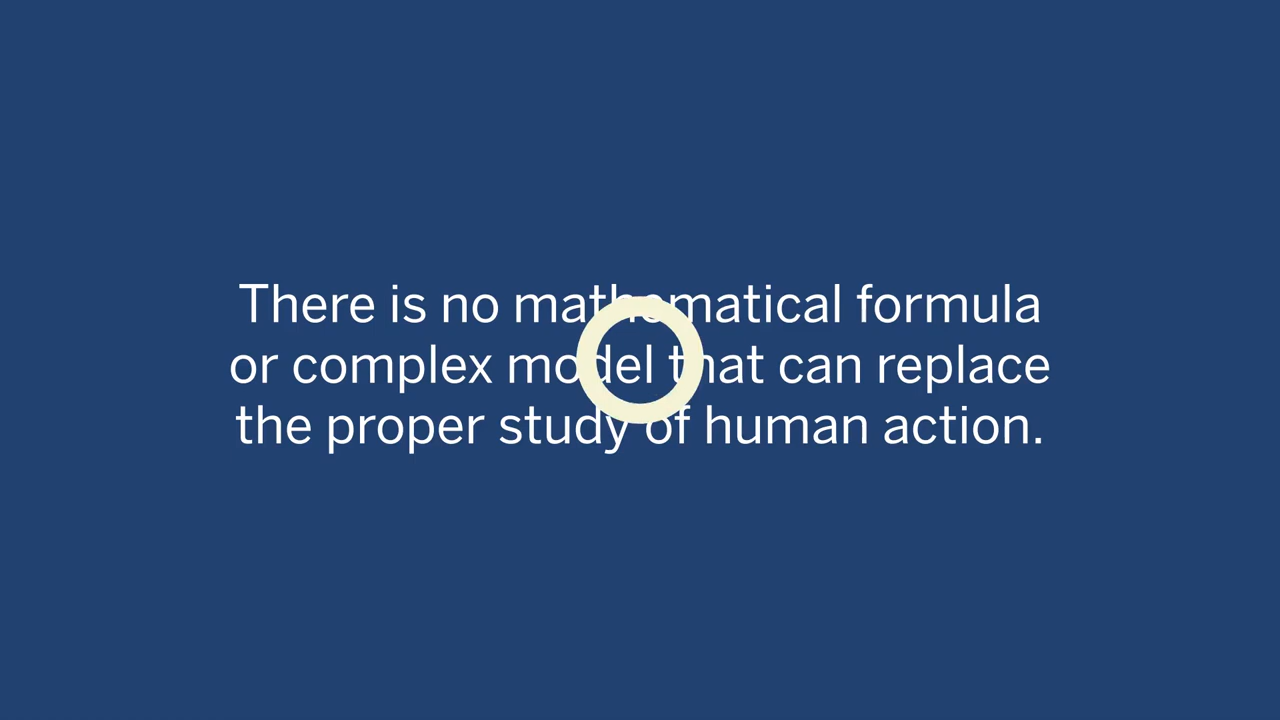 There is no mathematical formula
or complex model that can replace
the proper study of human action.